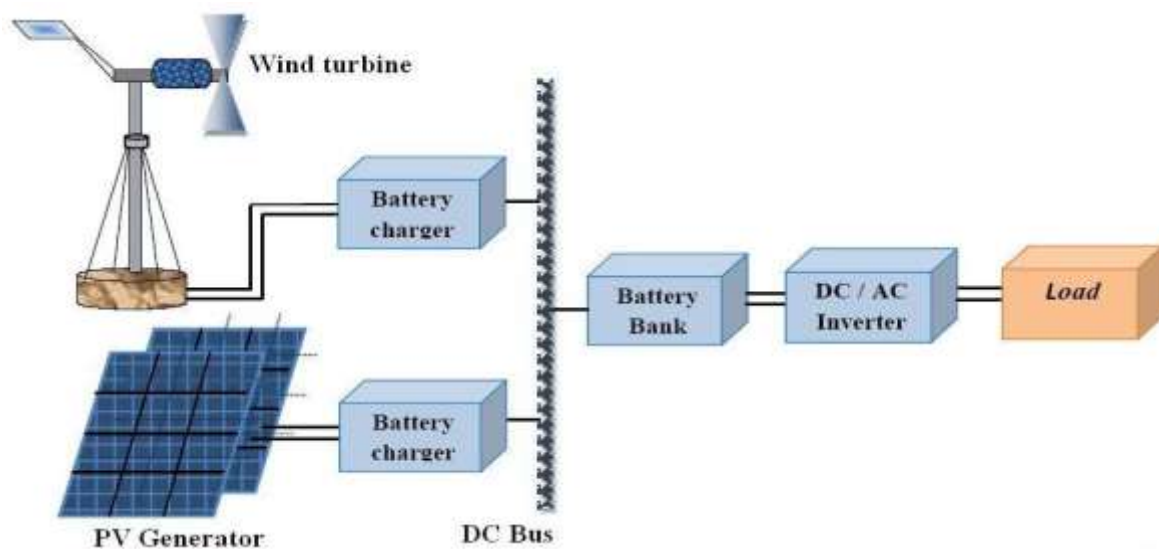 Wind turbine
Battery
charger
Battery
Bank
DC / AC
Inverter
Load
Battery
charger
PV Generator
DC Bus